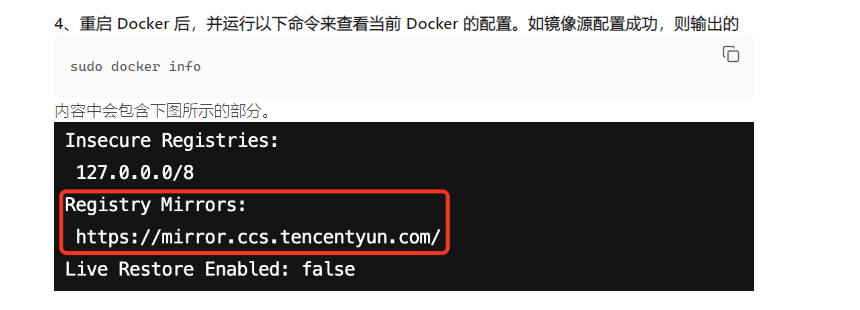 4、重启 Docker 后，并运行以下命令来查看当前 Docker 的配置。如镜像源配置成功，则输出的
sudo docker info
内容中会包含下图所示的部分。
Insecure Registries:
127.0.0.0/8
Registry Mirrors:
https://mirror.ccs.tencentyun.com/
Live Restore Enabled: false